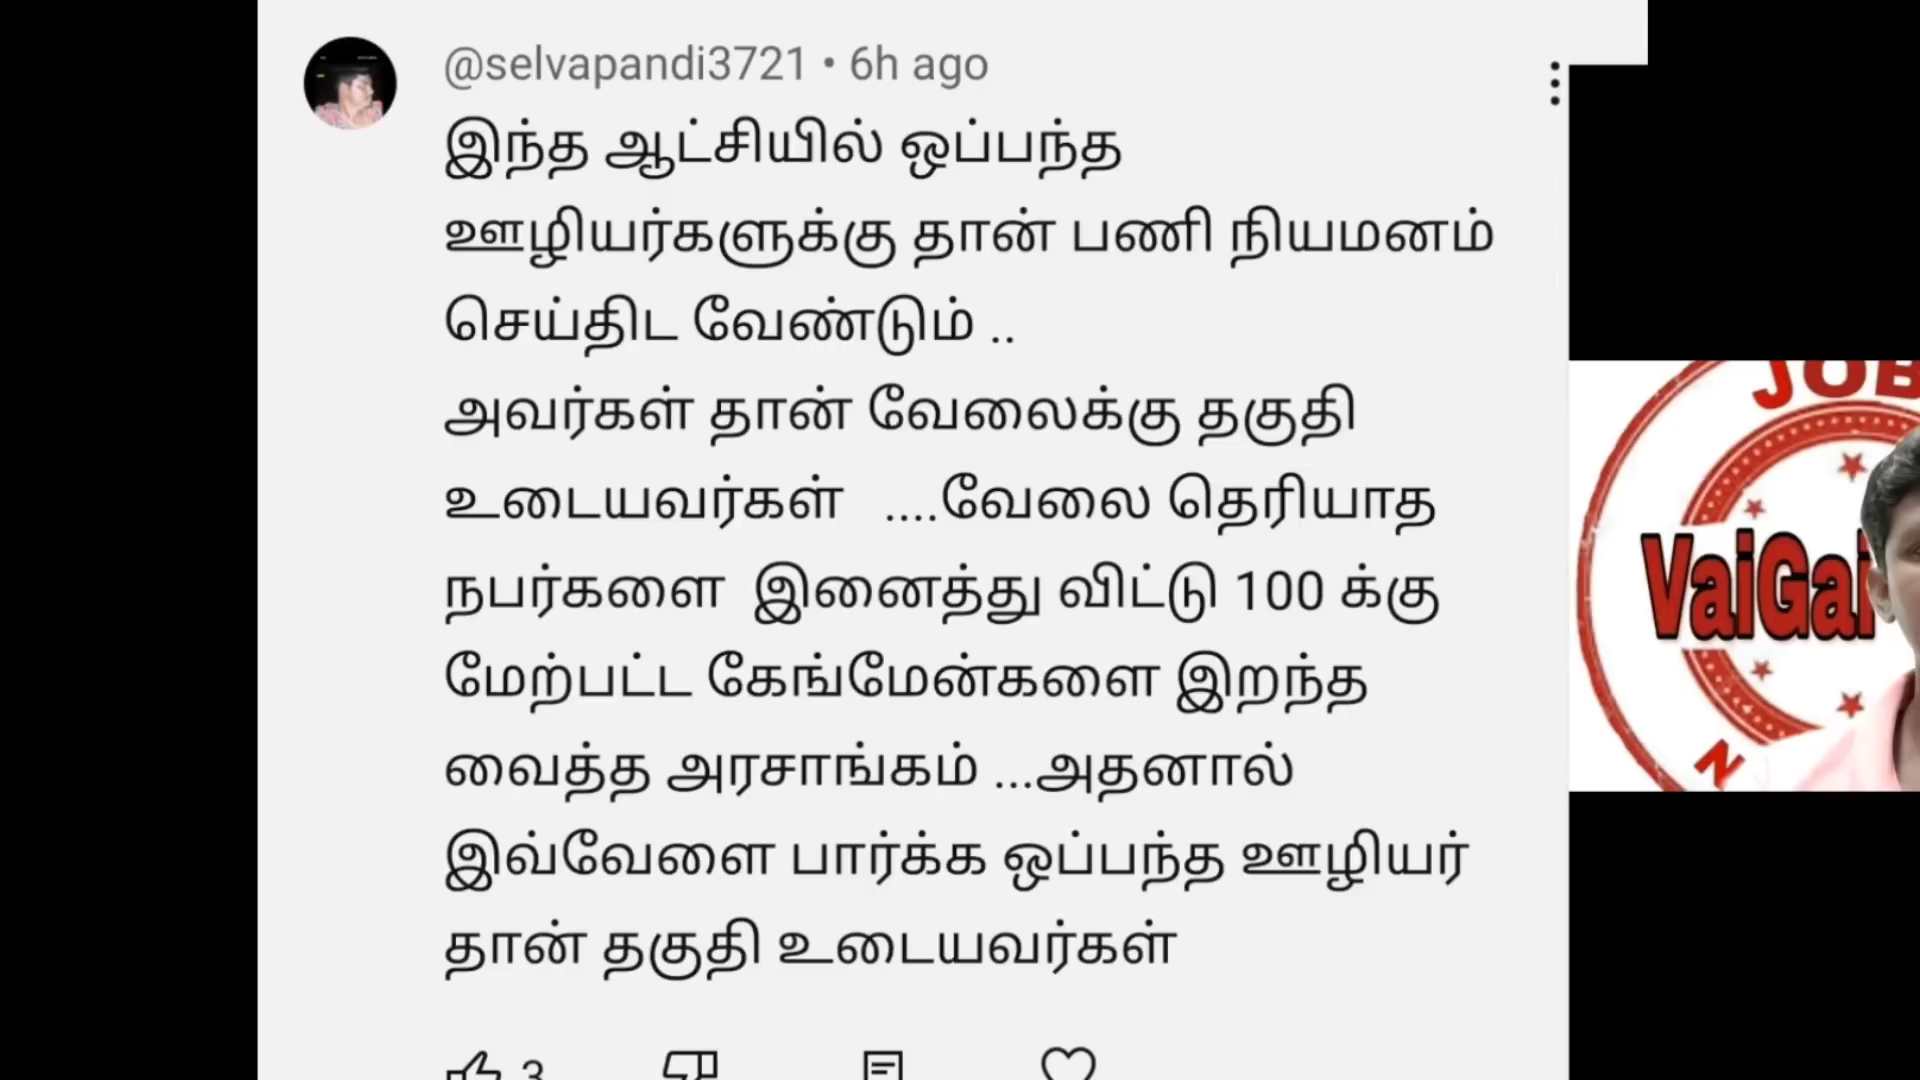 @selvapandi3721 • 6h ago
இந்த ஆட்சியில் ஒப்பந்த
ஊழியர்களுக்கு தான் பணி நியமனம்
செய்திட வேண்டும் ..
அவர்கள் தான் வேலைக்கு தகுதி
உடையவர்கள் ....வேலை தெரியாத
நபர்களை இனைத்து விட்டு 100 க்கு
மேற்பட்ட கேங்மேன்களை இறந்த
வைத்த அரசாங்கம் ...அதனால்
இவ்வேளை பார்க்க ஒப்பந்த ஊழியர்
தான் தகுதி உடையவர்கள்
3
JOB
VaiGai
N